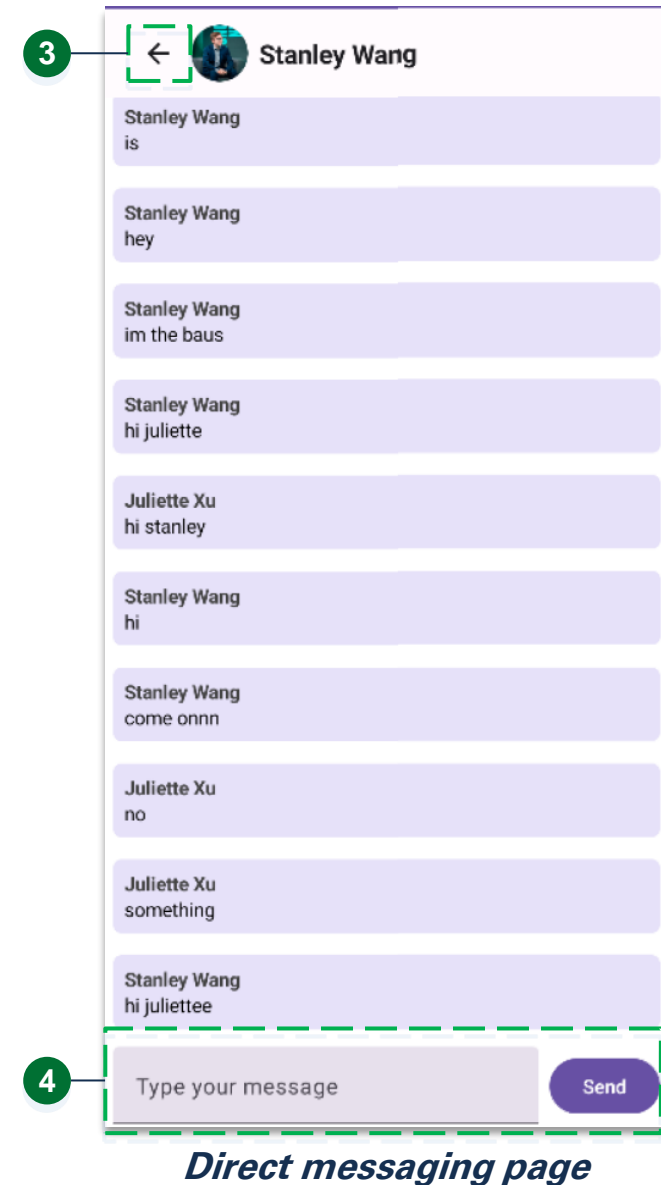 3
Stanley Wang
Stanley Wang
is
Stanley Wang
hey
Stanley Wang
im the baus
Stanley Wang
hi juliette
Juliette Xu
hi stanley
Stanley Wang
hi
Stanley Wang
come onnn
Juliette Xu
no
Juliette Xu
something
Stanley Wang
hi juliettee
4
Type your message
Send
Direct messaging page